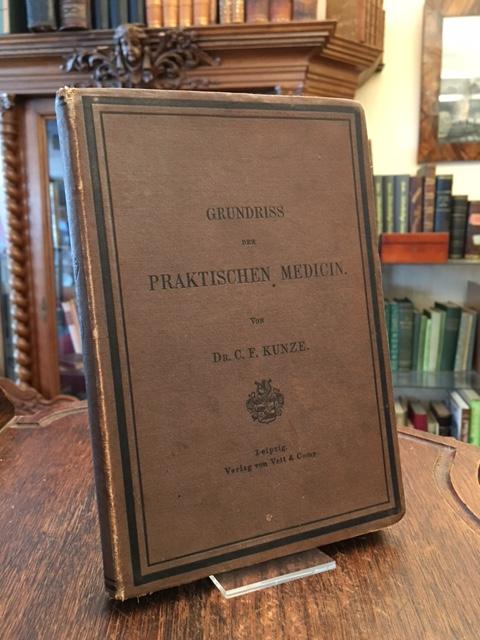 GRUNDRISS
DER
PRAKTISCHEN MEDICIN.
VON
DR. C. F. KUNZE.
Leipzig.
Verlag von Veit & Comp.